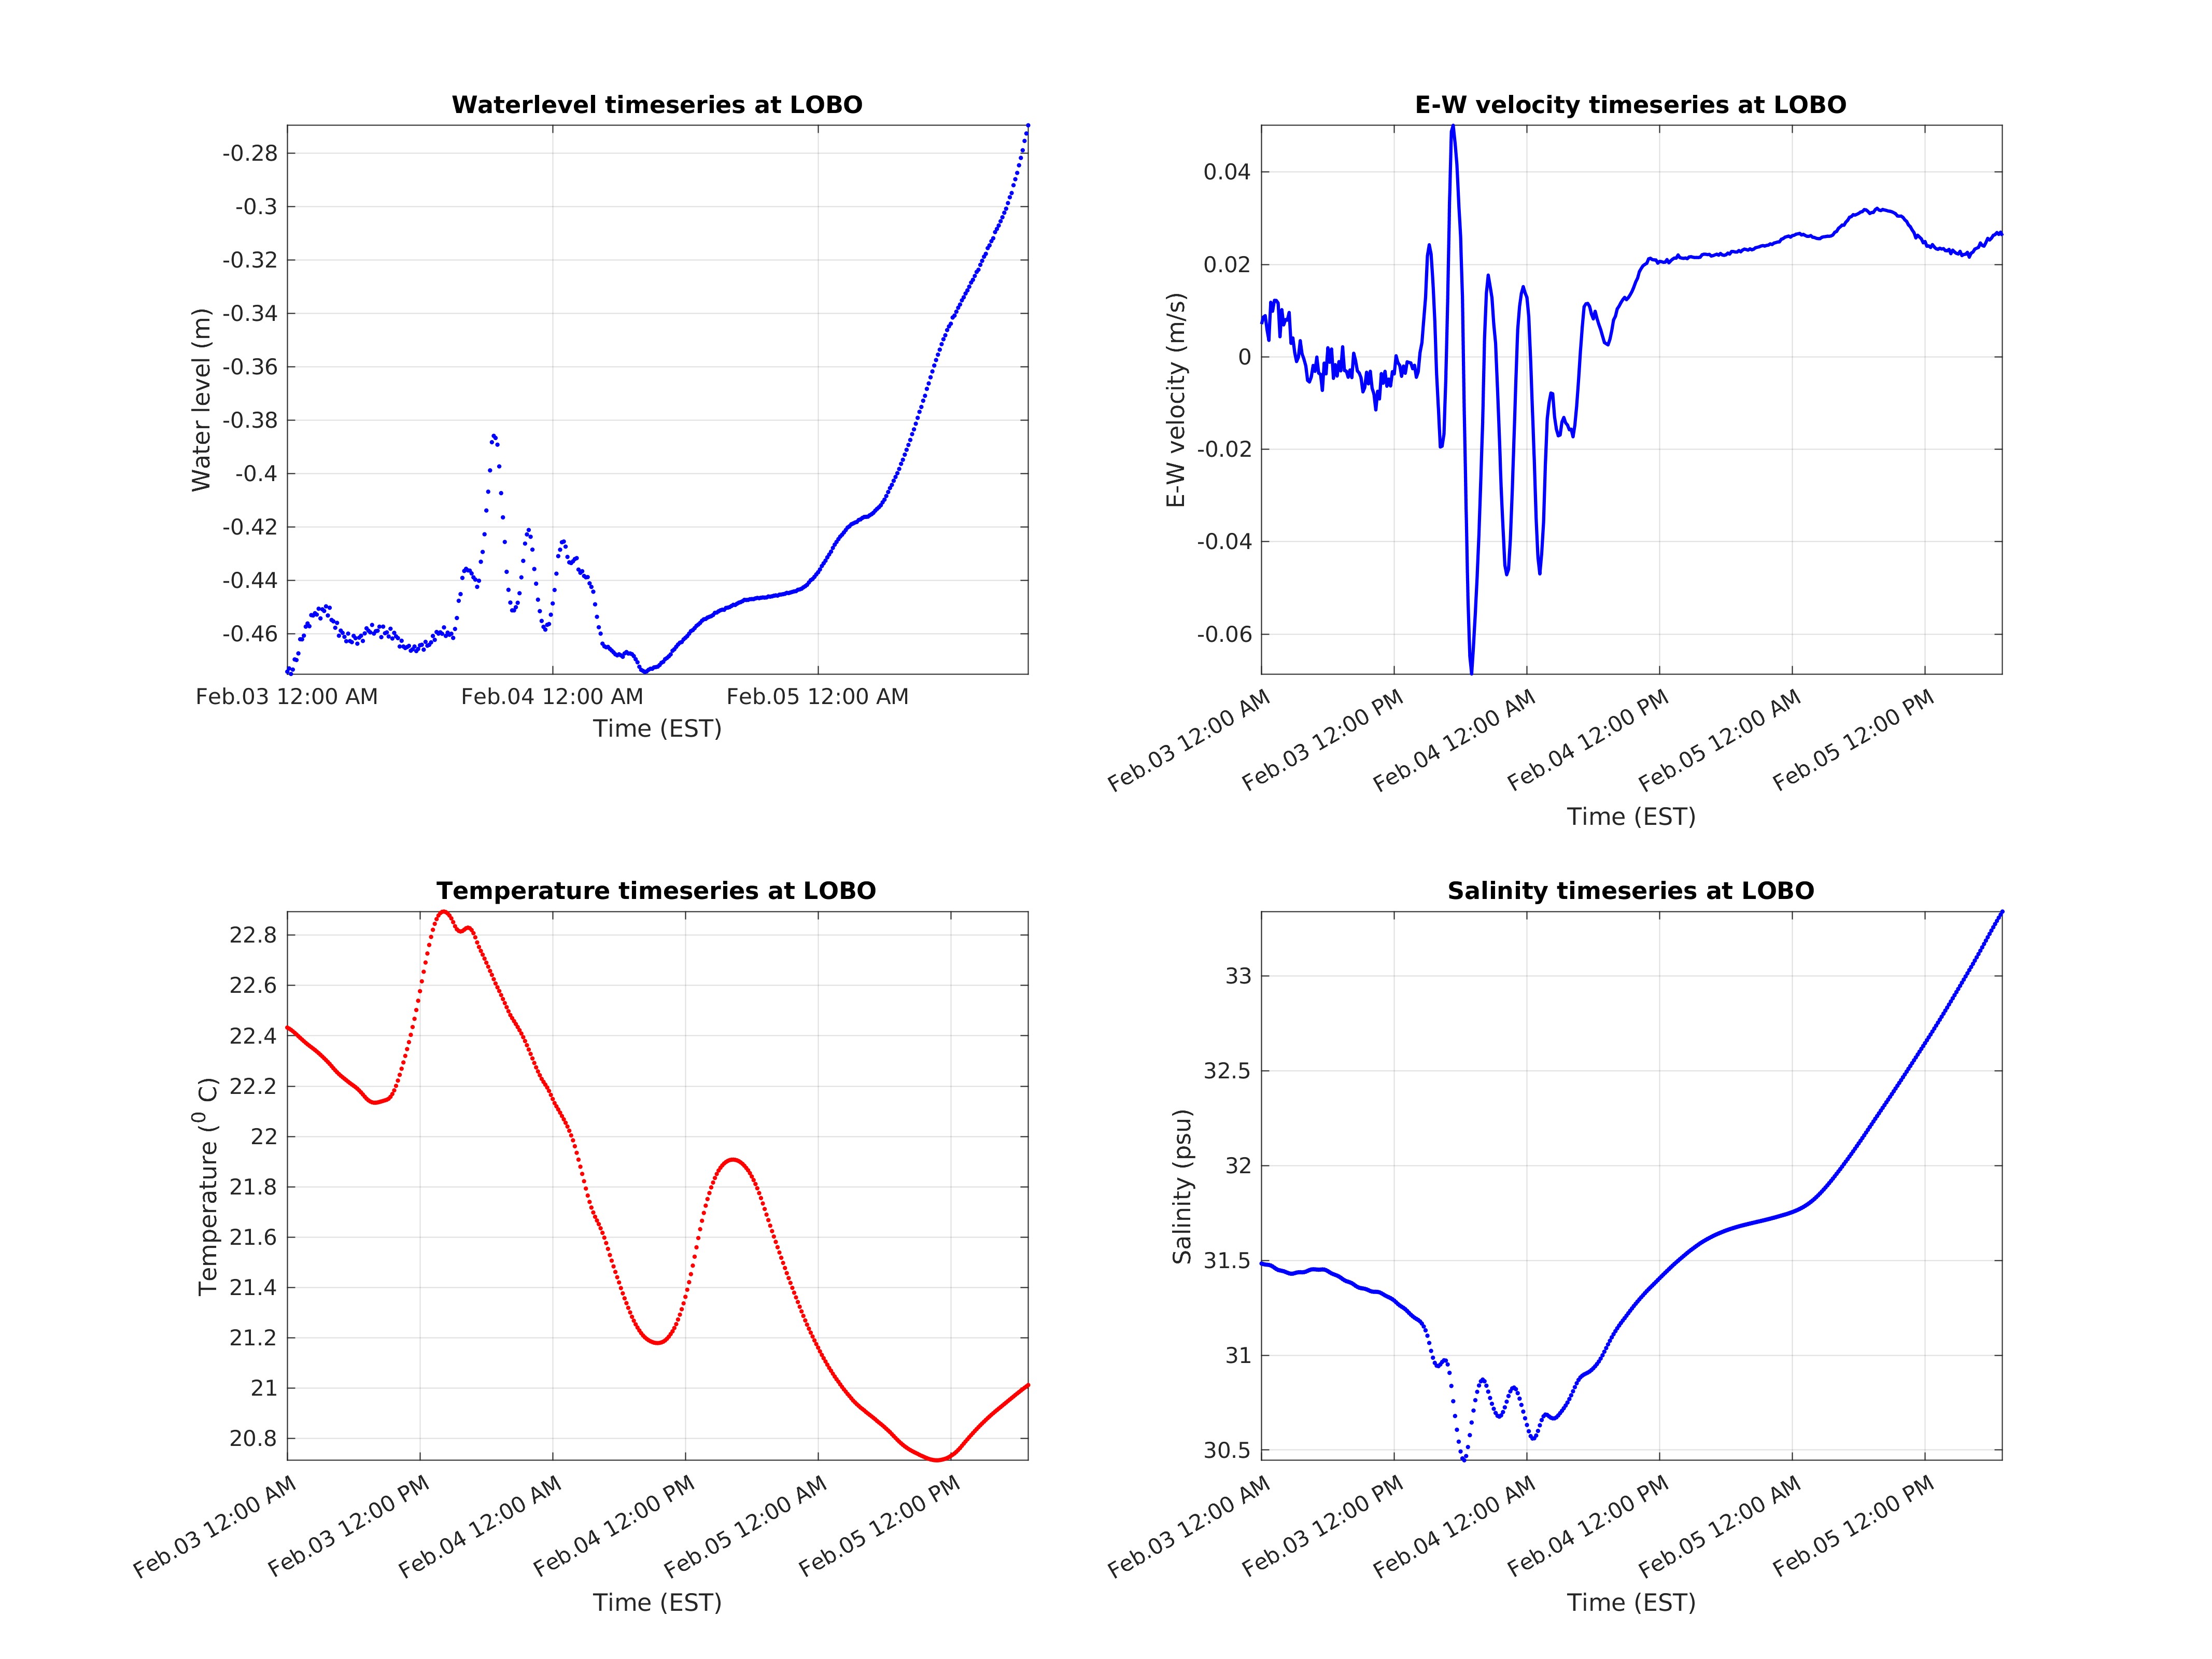 Waterlevel timeseries at LOBO
-0.28
-0.3
-0.32
-0.34
-0.36
-0.38
-0.4
-0.42
-0.44
-0.46
Water level (m)
Feb.03 12:00 AM
Feb.04 12:00 AM
Feb.05 12:00 AM
Time (EST)
E-W velocity timeseries at LOBO
0.04
0.02
0
-0.02
-0.04
-0.06
E-W velocity (m/s)
Feb.03 12:00 AM
Feb.03 12:00 PM
Feb.04 12:00 AM
Feb.04 12:00 PM
Feb.05 12:00 AM
Feb.05 12:00 PM
Time (EST)
Temperature timeseries at LOBO
22.8
22.6
22.4
22.2
22
21.8
21.6
21.4
21.2
21
20.8
Temperature (⁰ C)
Feb.03 12:00 AM
Feb.03 12:00 PM
Feb.04 12:00 AM
Feb.04 12:00 PM
Feb.05 12:00 AM
Feb.05 12:00 PM
Time (EST)
Salinity timeseries at LOBO
33
32.5
32
31.5
31
30.5
Salinity (psu)
Feb.03 12:00 AM
Feb.03 12:00 PM
Feb.04 12:00 AM
Feb.04 12:00 PM
Feb.05 12:00 AM
Feb.05 12:00 PM
Time (EST)